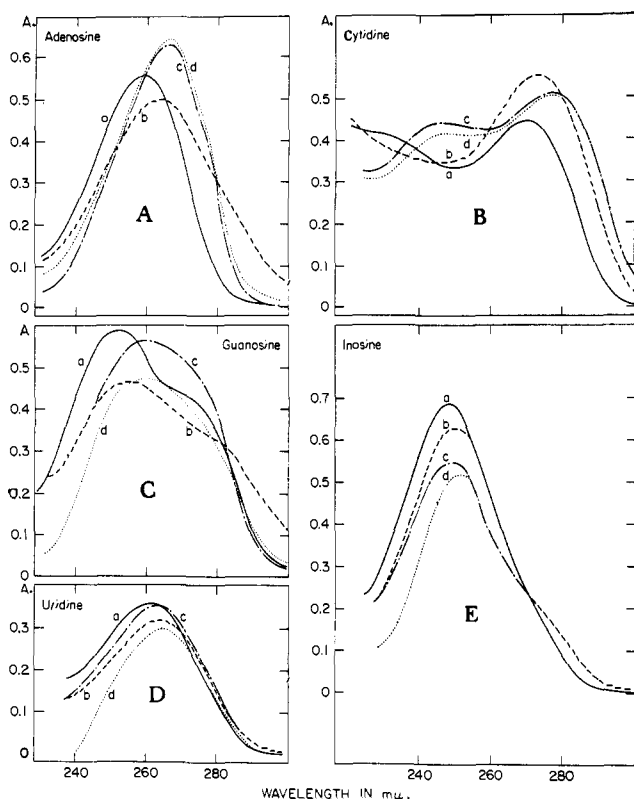 A.
Adenosine
0.6
0.5
0.4
0.3
0.2
0.1
0
a
b
c
d
A
A.
Cytidine
0.6
0.5
0.4
0.3
0.2
0.1
0
c
d
b
a
B
A
Guanosine
0.5
0.4
0.3
0.2
0.1
0
a
c
d
b
C
Inosine
0.7
0.6
0.5
0.4
0.3
0.2
0.1
0
a
b
c
d
E
A.
Uridine
0.3
0.2
0.1
0
a
c
b
d
D
240 260 280
240 260 280
WAVELENGTH IN mμ.